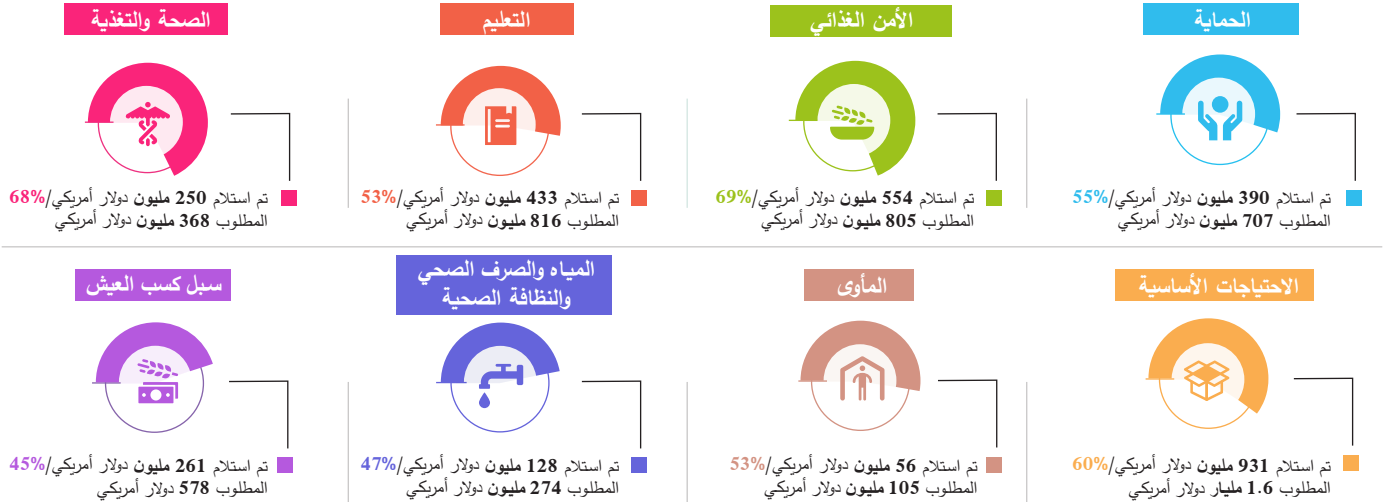 الحماية
تم استلام 390 مليون دولار أمريكي/55%
المطلوب 707 مليون دولار أمريكي
الأمن الغذائي
تم استلام 554 مليون دولار أمريكي/69%
المطلوب 805 مليون دولار أمريكي
التعليم
تم استلام 433 مليون دولار أمريكي/53%
المطلوب 816 مليون دولار أمريكي
الصحة والتغذية
تم استلام 250 مليون دولار أمريكي/68%
المطلوب 368 مليون دولار أمريكي
الاحتياجات الأساسية
تم استلام 931 مليون دولار أمريكي/60%
المطلوب 1.6 مليار دولار أمريكي
المأوى
تم استلام 56 مليون دولار أمريكي/53%
المطلوب 105 مليون دولار أمريكي
المياه والصرف الصحي
والنظافة الصحية
تم استلام 128 مليون دولار أمريكي/47%
المطلوب 274 مليون دولار أمريكي
سبل كسب العيش
تم استلام 261 مليون دولار أمريكي/45%
المطلوب 578 دولار أمريكي